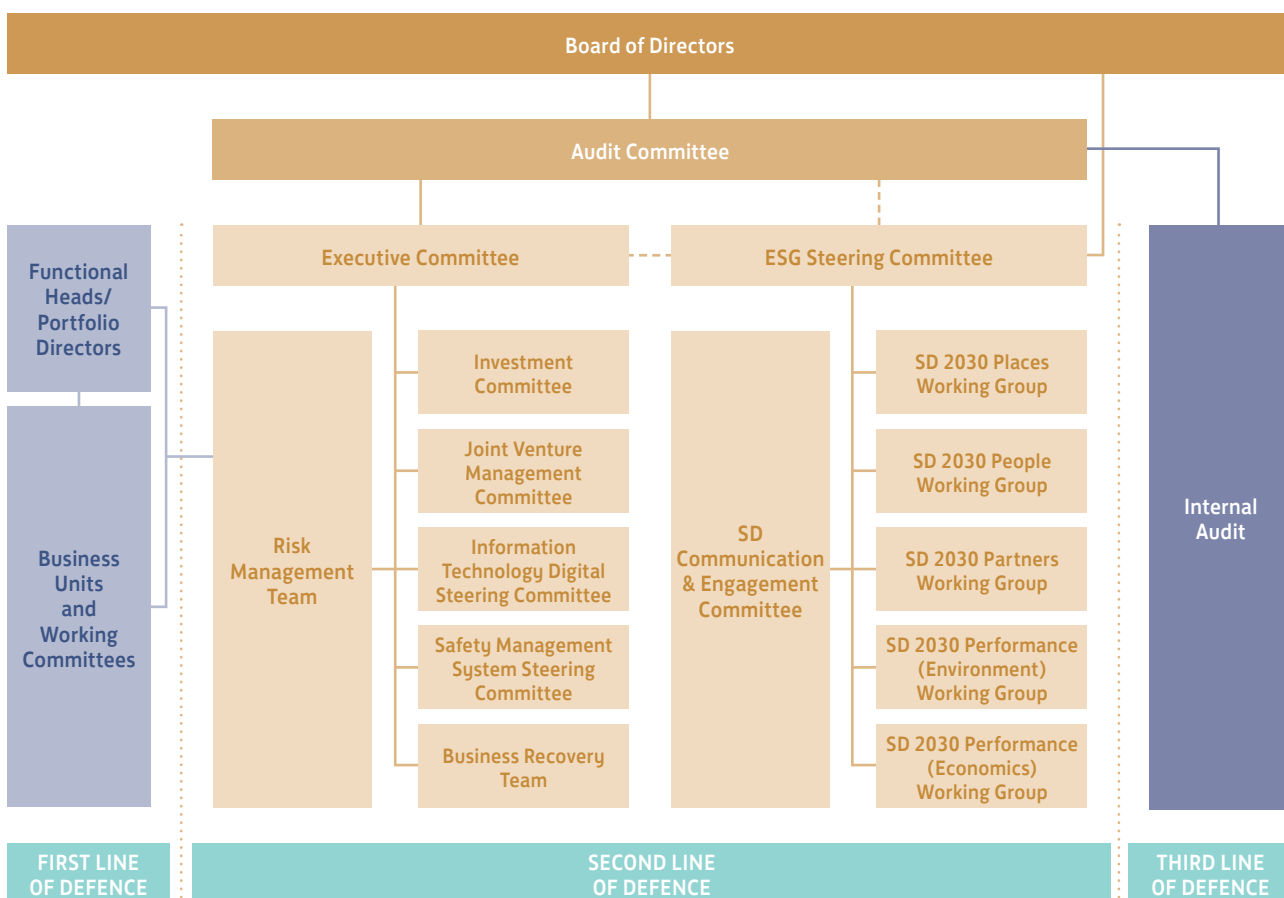 Board of Directors
Audit Committee
Executive Committee
ESG Steering Committee
Functional
Heads/
Portfolio
Directors
Business
Units
and
Working
Committees
Risk
Management
Team
Investment
Committee
Joint Venture
Management
Committee
Information
Technology Digital
Steering Committee
Safety Management
System Steering
Committee
Business Recovery
Team
SD
Communication
& Engagement
Committee
SD 2030 Places
Working Group
SD 2030 People
Working Group
SD 2030 Partners
Working Group
SD 2030 Performance
(Environment)
Working Group
SD 2030 Performance
(Economics)
Working Group
Internal
Audit
FIRST LINE
OF DEFENCE
SECOND LINE
OF DEFENCE
THIRD LINE
OF DEFENCE